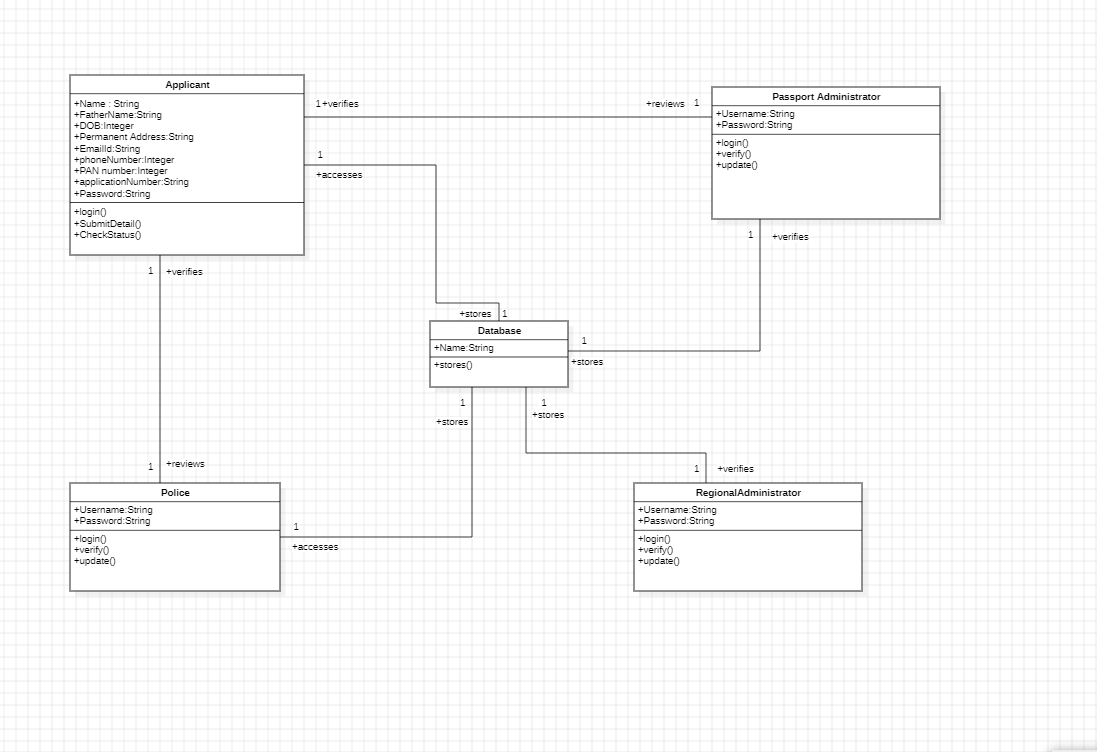 Applicant
+Name : String
+FatherName:String
+DOB:Integer
+Permanent Address:String
+EmailId:String
+phoneNumber:Integer
+PAN number:Integer
+applicationNumber:String
+Password:String
+login()
+SubmitDetail()
+CheckStatus()
1 +verifies
+reviews 1
Passport Administrator
+Username:String
+Password:String
+login()
+verify()
+update()
1
+accesses
1 +verifies
1 +verifies
+stores 1
Database
+Name:String
+stores()
1
+stores
1
+stores
1
+stores
1 +reviews
Police
+Username:String
+Password:String
+login()
+verify()
+update()
1
+accesses
1 +verifies
RegionalAdministrator
+Username:String
+Password:String
+login()
+verify()
+update()